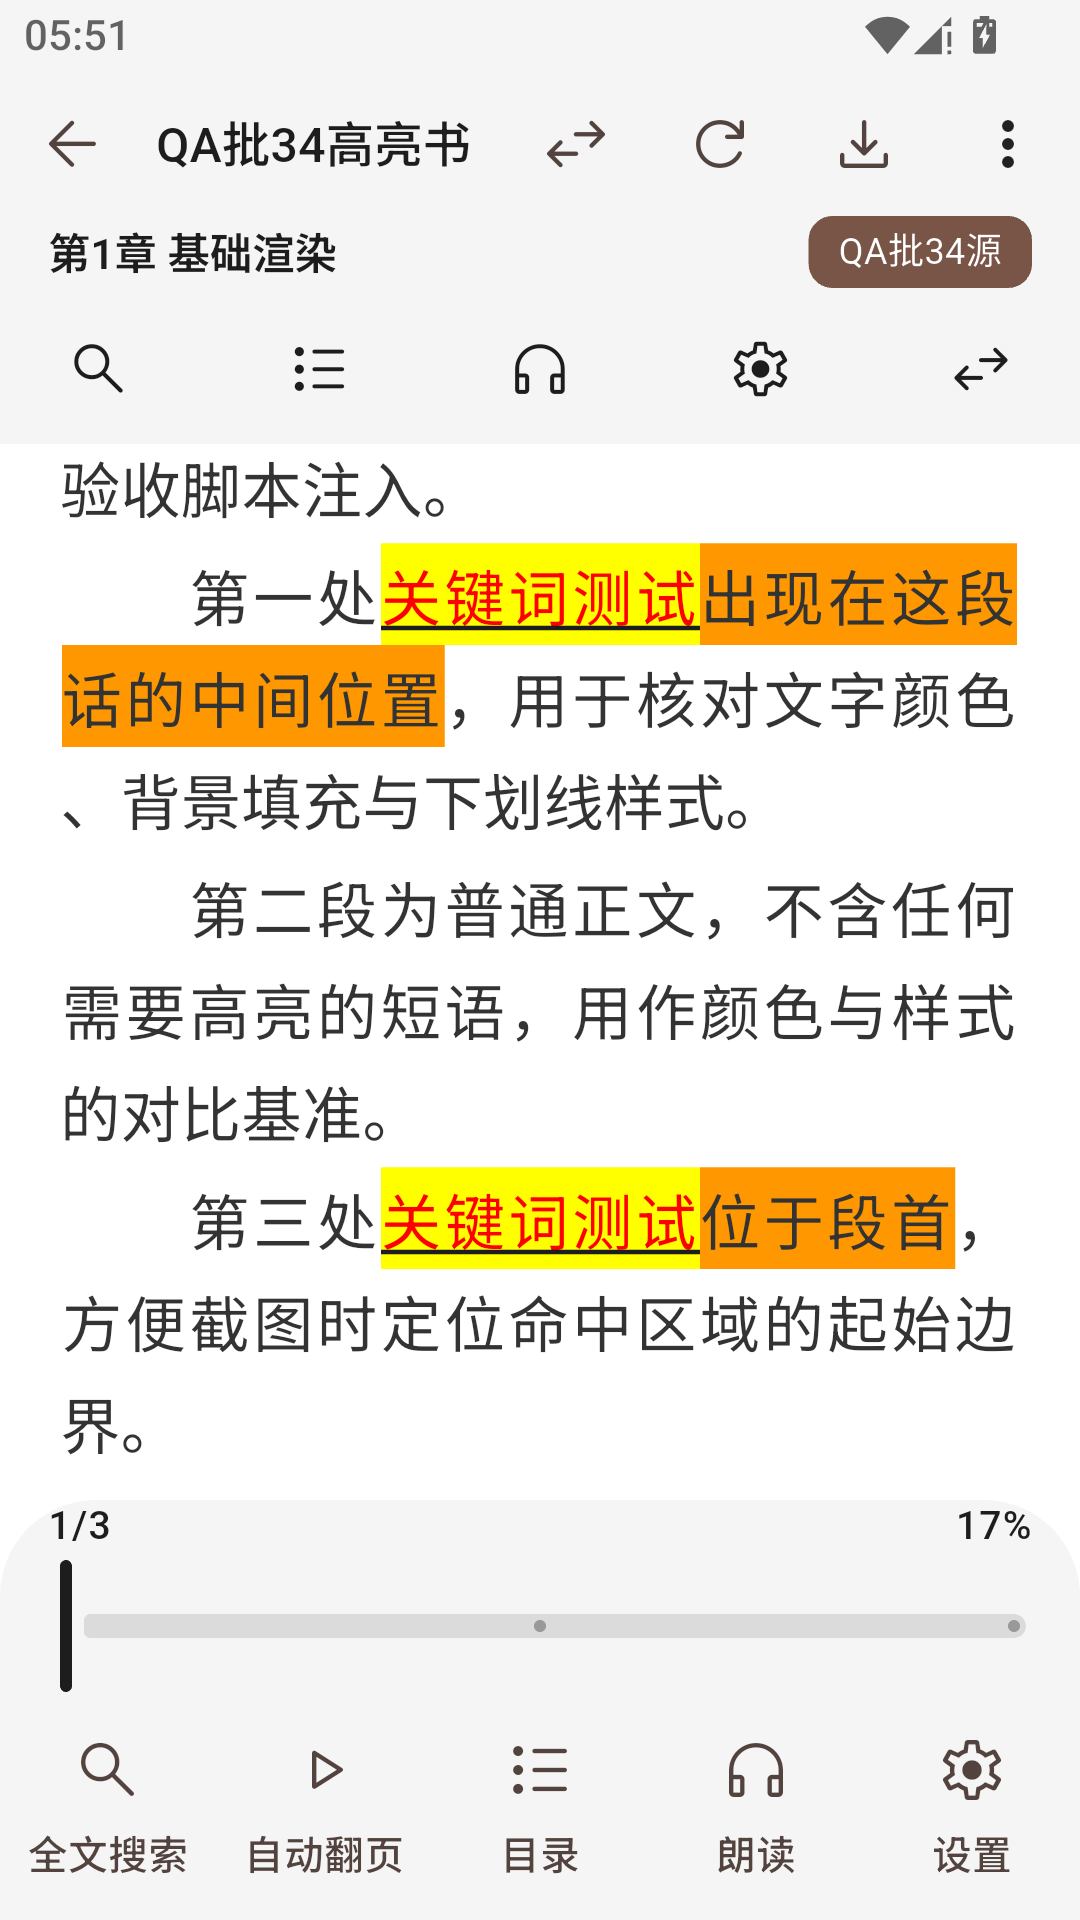 05:51
QA批34高亮书
第1章 基础渲染
QA批34源
验收脚本注入。
第一处关键词测试出现在这段
话的中间位置，用于核对文字颜色
、背景填充与下划线样式。
第二段为普通正文，不含任何
需要高亮的短语，用作颜色与样式
的对比基准。
第三处关键词测试位于段首，
方便截图时定位命中区域的起始边
界。
1/3
17%
全文搜索
自动翻页
目录
朗读
设置